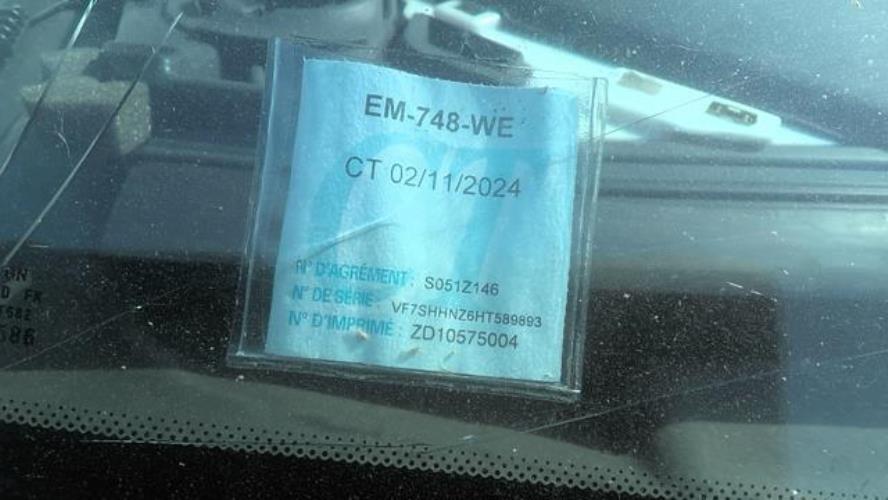 EM-748-WE
CT 02/11/2024
N° D'AGRÉMENT : S051Z146
N° DE SÉRIE : VF7SHHNZ6HT589893
N° D'IMPRIMÉ : ZD10575004